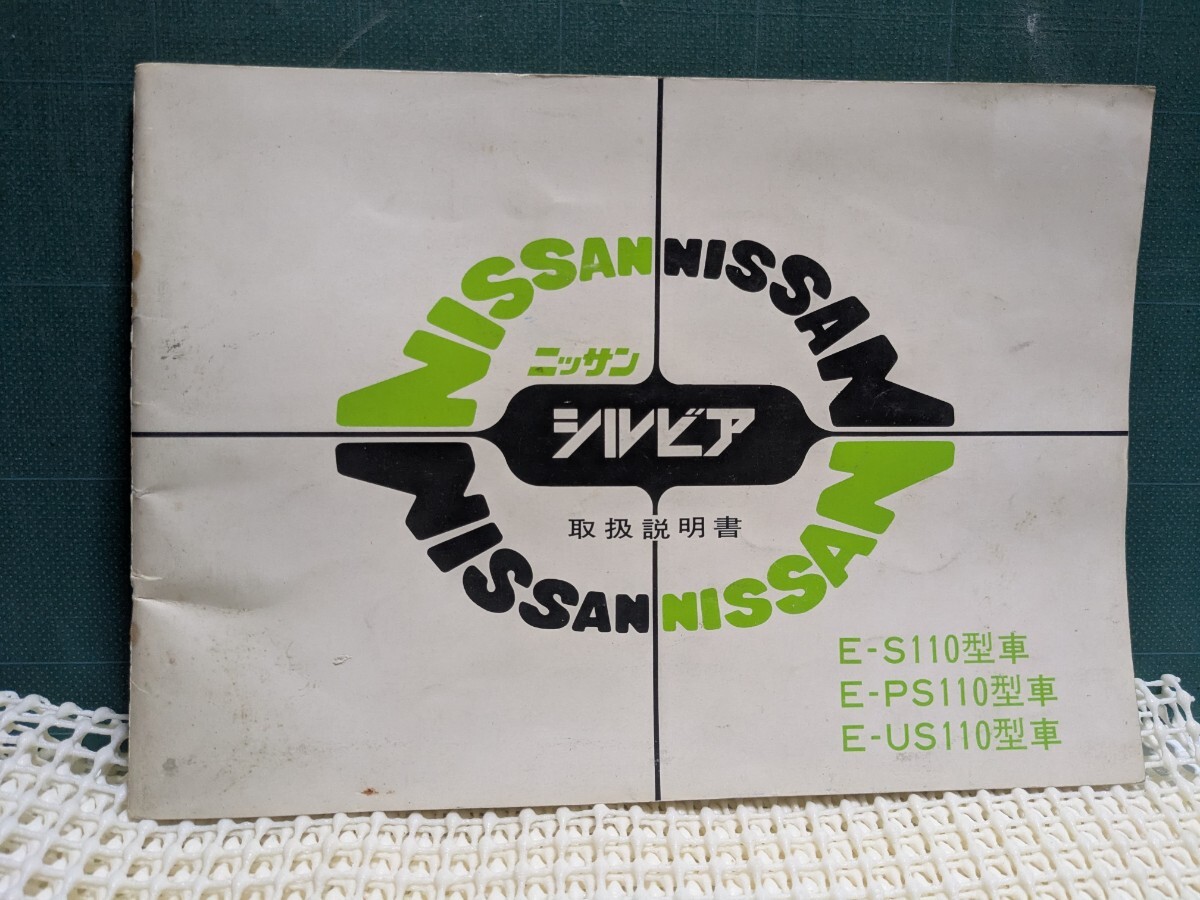 NISSAN NISSAN
ニッサン
シルビア
取扱説明書
NISSAN NISSAN
E-S110型車
E-PS110型車
E-US110型車